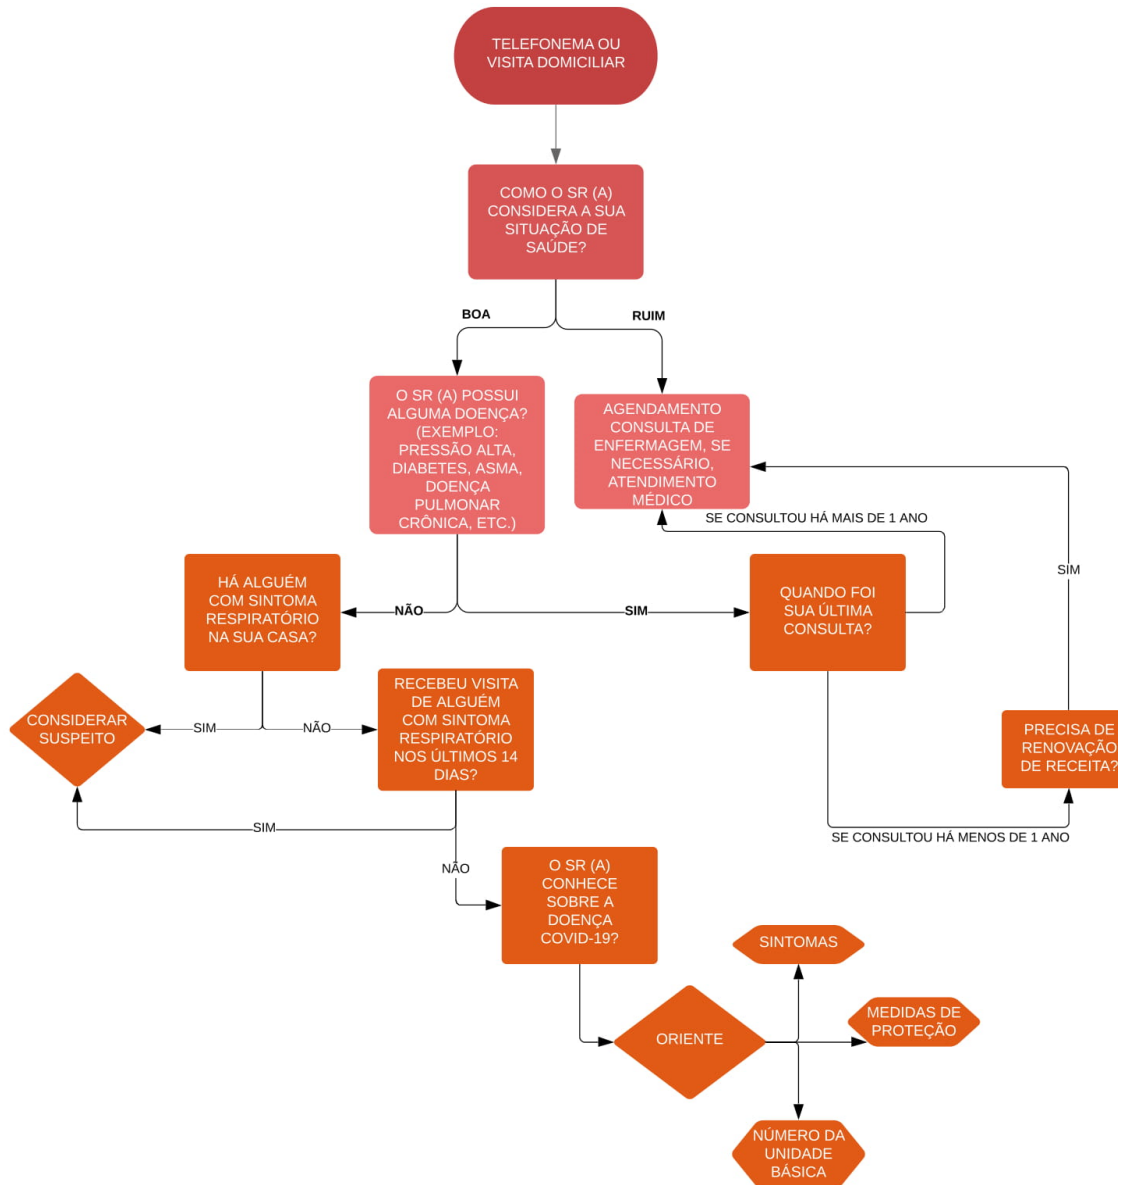 TELEFONEMA OU
VISITA DOMICILIAR
COMO O SR (A)
CONSIDERA A SUA
SITUAÇÃO DE
SAÚDE?
BOA
RUIM
O SR (A) POSSUI
ALGUMA DOENÇA?
(EXEMPLO:
PRESSÃO ALTA,
DIABETES, ASMA,
DOENÇA
PULMONAR
CRÔNICA, ETC.)
AGENDAMENTO
CONSULTA DE
ENFERMAGEM, SE
NECESSÁRIO,
ATENDIMENTO
MÉDICO
SE CONSULTOU HÁ MAIS DE 1 ANO
HÁ ALGUÉM
COM SINTOMA
RESPIRATÓRIO
NA SUA CASA?
NÃO
SIM
QUANDO FOI
SUA ÚLTIMA
CONSULTA?
SIM
CONSIDERAR
SUSPEITO
SIM
NÃO
RECEBEU VISITA
DE ALGUÉM
COM SINTOMA
RESPIRATÓRIO
NOS ÚLTIMOS 14
DIAS?
PRECISA DE
RENOVAÇÃO
DE RECEITA?
SIM
SE CONSULTOU HÁ MENOS DE 1 ANO
NÃO
O SR (A)
CONHECE
SOBRE A
DOENÇA
COVID-19?
SINTOMAS
MEDIDAS DE
PROTEÇÃO
ORIENTE
NÚMERO DA
UNIDADE
BÁSICA